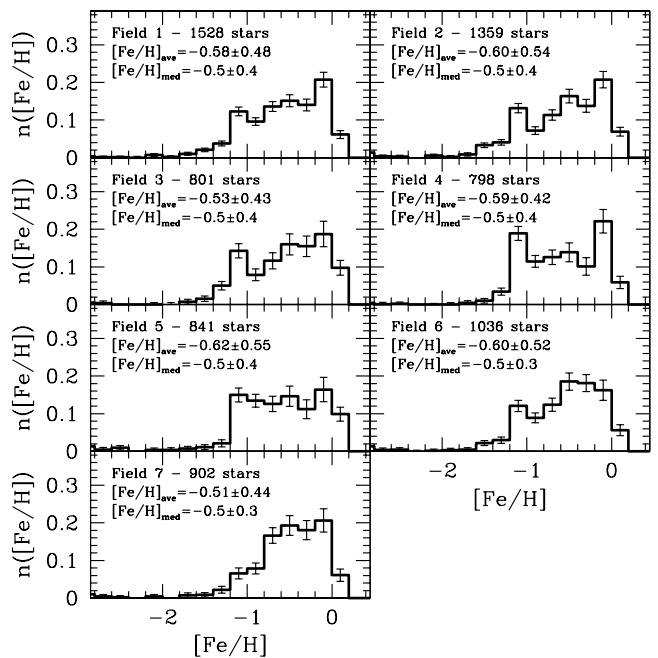 Field 1 − 1528 stars
[Fe/H]ave=−0.58±0.48
[Fe/H]med=−0.5±0.4
Field 2 − 1359 stars
[Fe/H]ave=−0.60±0.54
[Fe/H]med=−0.5±0.4
n([Fe/H])
0.3
0.2
0.1
0
Field 3 − 801 stars
[Fe/H]ave=−0.53±0.43
[Fe/H]med=−0.5±0.4
Field 4 − 798 stars
[Fe/H]ave=−0.59±0.42
[Fe/H]med=−0.5±0.4
n([Fe/H])
0.3
0.2
0.1
0
Field 5 − 841 stars
[Fe/H]ave=−0.62±0.55
[Fe/H]med=−0.5±0.4
Field 6 − 1036 stars
[Fe/H]ave=−0.60±0.52
[Fe/H]med=−0.5±0.3
n([Fe/H])
0.3
0.2
0.1
0
−2 −1 0
[Fe/H]
Field 7 − 902 stars
[Fe/H]ave=−0.51±0.44
[Fe/H]med=−0.5±0.3
n([Fe/H])
0.3
0.2
0.1
0
−2 −1 0
[Fe/H]